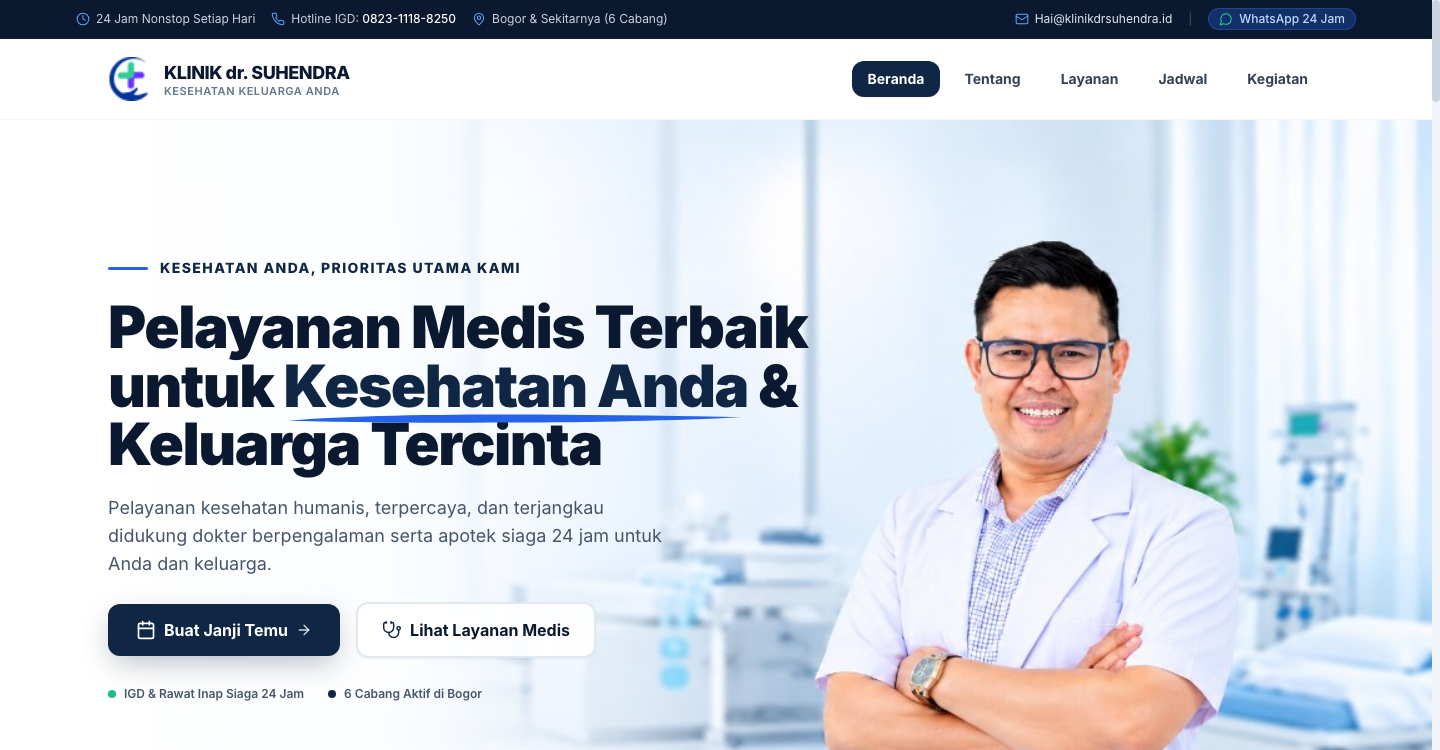 24 Jam Nonstop Setiap Hari
Hotline IGD: 0823-1118-8250
Bogor & Sekitarnya (6 Cabang)
Hai@klinikdrsuhendra.id
WhatsApp 24 Jam
KLINIK dr. SUHENDRA
KESEHATAN KELUARGA ANDA
Beranda
Tentang
Layanan
Jadwal
Kegiatan
KESEHATAN ANDA, PRIORITAS UTAMA KAMI
Pelayanan Medis Terbaik
untuk Kesehatan Anda &
Keluarga Tercinta
Pelayanan kesehatan humanis, terpercaya, dan terjangkau
didukung dokter berpengalaman serta apotek siaga 24 jam untuk
Anda dan keluarga.
Buat Janji Temu
Lihat Layanan Medis
IGD & Rawat Inap Siaga 24 Jam
6 Cabang Aktif di Bogor